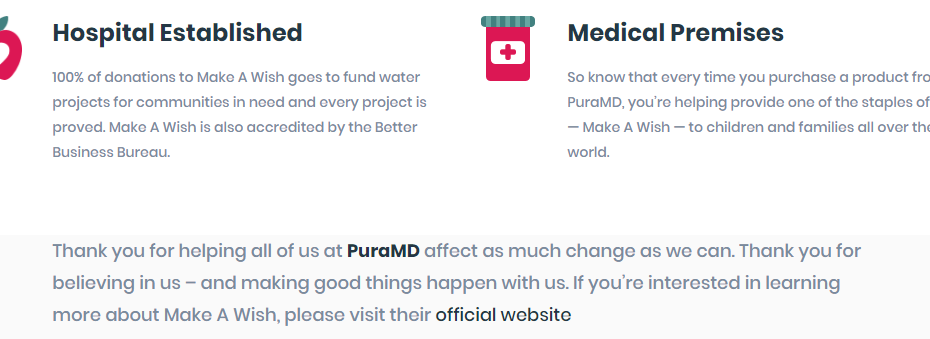 Hospital Established
100% of donations to Make A Wish goes to fund water
projects for communities in need and every project is
proved. Make A Wish is also accredited by the Better
Business Bureau.
Medical Premises
So know that every time you purchase a product
PuraMD, you're helping provide one of the staples of
— Make A Wish — to children and families all over the
world.
Thank you for helping all of us at PuraMD affect as much change as we can. Thank you for
believing in us – and making good things happen with us. If you're interested in learning
more about Make A Wish, please visit their official website